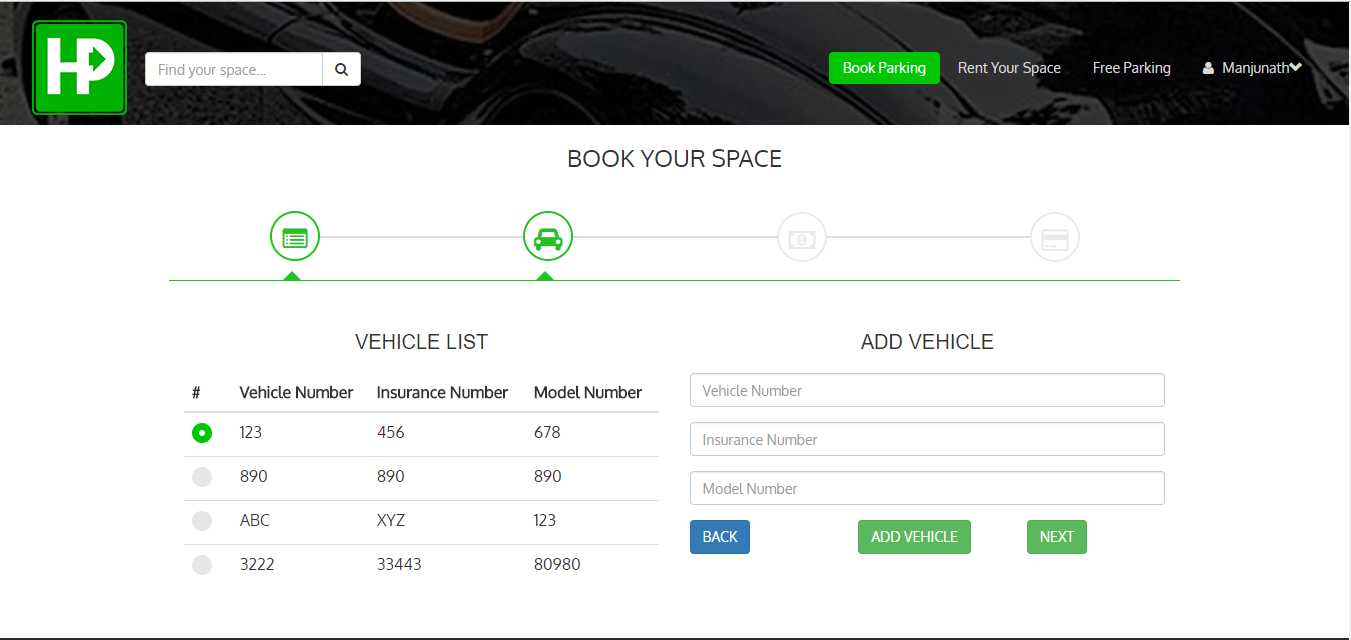 HP
Find your space...
Book Parking
Rent Your Space
Free Parking
Manjunath
BOOK YOUR SPACE
VEHICLE LIST
# Vehicle Number Insurance Number Model Number
123 456 678
890 890 890
ABC XYZ 123
3222 33443 80980
ADD VEHICLE
Vehicle Number
Insurance Number
Model Number
BACK
ADD VEHICLE
NEXT